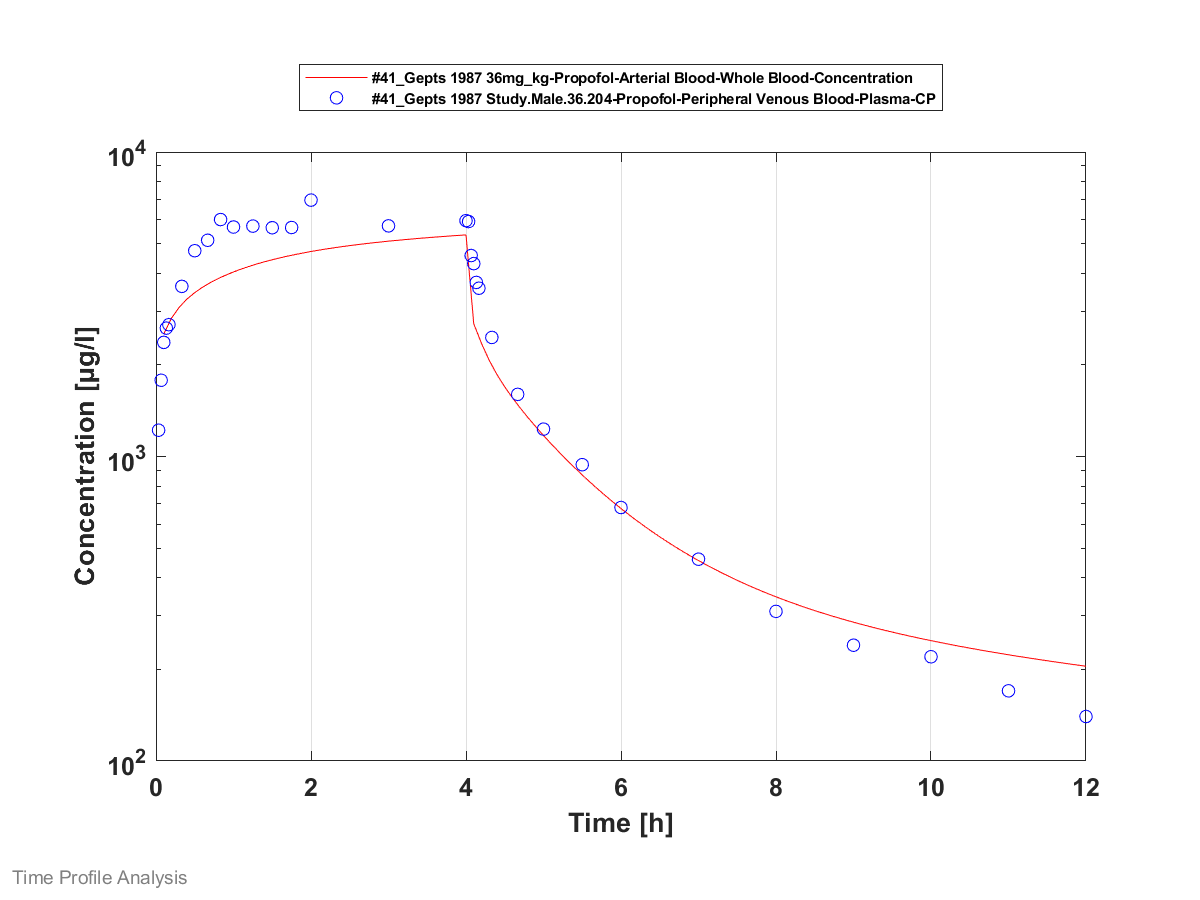 #41_Gepts 1987 36mg_kg-Propofol-Arterial Blood-Whole Blood-Concentration
#41_Gepts 1987 Study.Male.36.204-Propofol-Peripheral Venous Blood-Plasma-CP
10^4
10^3
10^2
Concentration [µg/l]
0 2 4 6 8 10 12
Time [h]
Time Profile Analysis